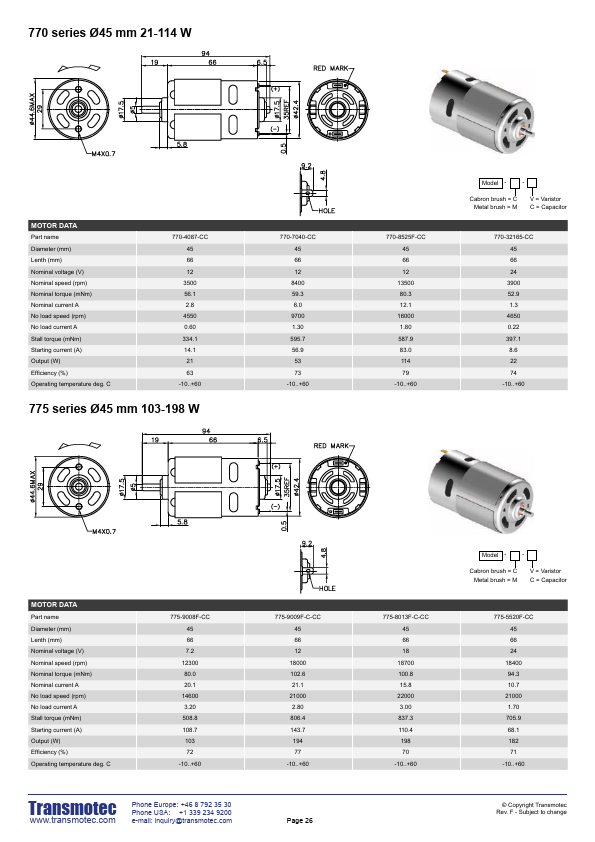 770 series Ø45 mm 21-114 W
94
19 66 6.5
RED MARK
ø44.6MAX
29
ø17.5
ø5
(+)
(−)
ø17.5
35REF
ø42.4
M4X0.7
5.8
0.5
9.2
4.8
HOLE
Model - -
Cabron brush = C V = Varistor
Metal brush = M C = Capacitor
MOTOR DATA
Part name 770-4087-CC 770-7040-CC 770-8525F-CC 770-32165-CC
Diameter (mm) 45 45 45 45
Lenth (mm) 66 66 66 66
Nominal voltage (V) 12 12 12 24
Nominal speed (rpm) 3500 8400 13500 3900
Nominal torque (mNm) 56.1 59.3 80.3 52.9
Nominal current A 2.8 6.0 12.1 1.3
No load speed (rpm) 4550 9700 16000 4650
No load current A 0.60 1.30 1.80 0.22
Stall torque (mNm) 334.1 595.7 587.9 397.1
Starting current (A) 14.1 56.9 83.0 8.6
Output (W) 21 53 114 22
Efficiency (%) 63 73 79 74
Operating temperature deg. C -10..+60 -10..+60 -10..+60 -10..+60
775 series Ø45 mm 103-198 W
94
19 66 6.5
RED MARK
ø44.6MAX
29
ø17.5
ø5
(+)
(−)
ø17.5
35REF
ø42.4
M4X0.7
5.8
0.5
9.2
4.8
HOLE
Model - -
Cabron brush = C V = Varistor
Metal brush = M C = Capacitor
MOTOR DATA
Part name 775-9008F-CC 775-9009F-C-CC 775-8013F-C-CC 775-5520F-CC
Diameter (mm) 45 45 45 45
Lenth (mm) 66 66 66 66
Nominal voltage (V) 7.2 12 18 24
Nominal speed (rpm) 12300 18000 18700 18400
Nominal torque (mNm) 80.0 102.6 100.8 94.3
Nominal current A 20.1 21.1 15.8 10.7
No load speed (rpm) 14600 21000 22000 21000
No load current A 3.20 2.80 3.00 1.70
Stall torque (mNm) 508.8 806.4 837.3 705.9
Starting current (A) 108.7 143.7 110.4 68.1
Output (W) 103 194 198 182
Efficiency (%) 72 77 70 71
Operating temperature deg. C -10..+60 -10..+60 -10..+60 -10..+60
Transmotec
www.transmotec.com
Phone Europe: +46 8 792 35 30
Phone USA: +1 339 234 9200
e-mail: inquiry@transmotec.com
Page 26
© Copyright Transmotec
Rev. F - Subject to change